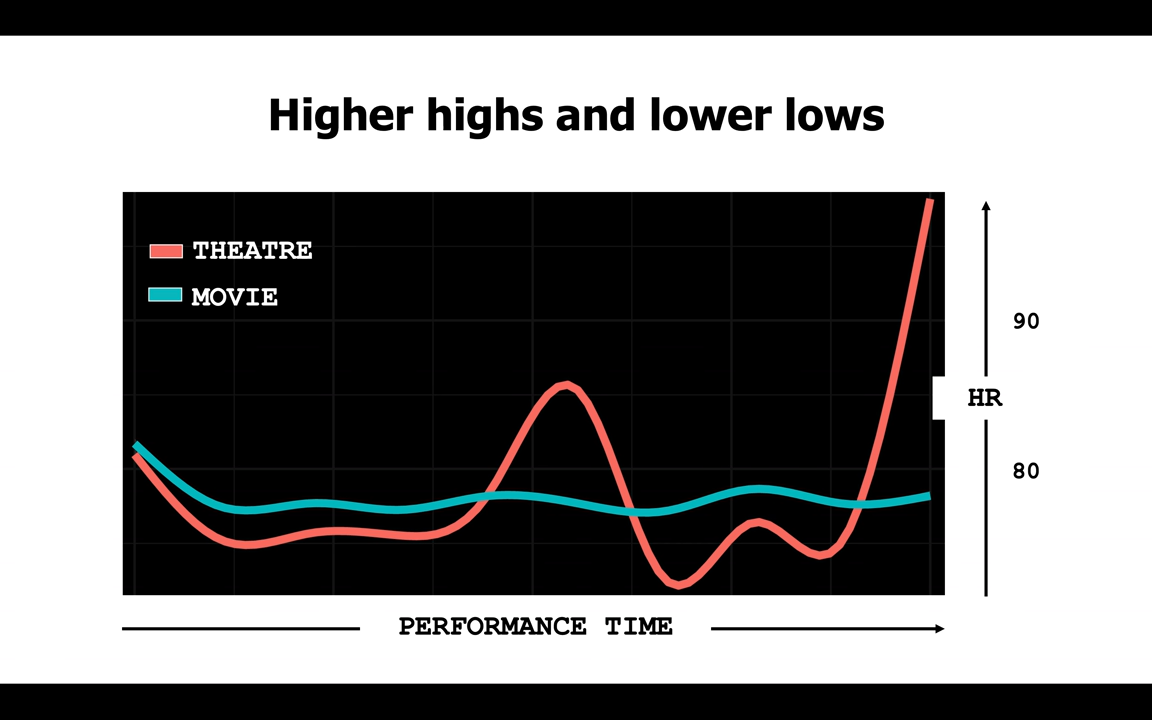 Higher highs and lower lows
THEATRE
MOVIE
90
HR
80
PERFORMANCE TIME